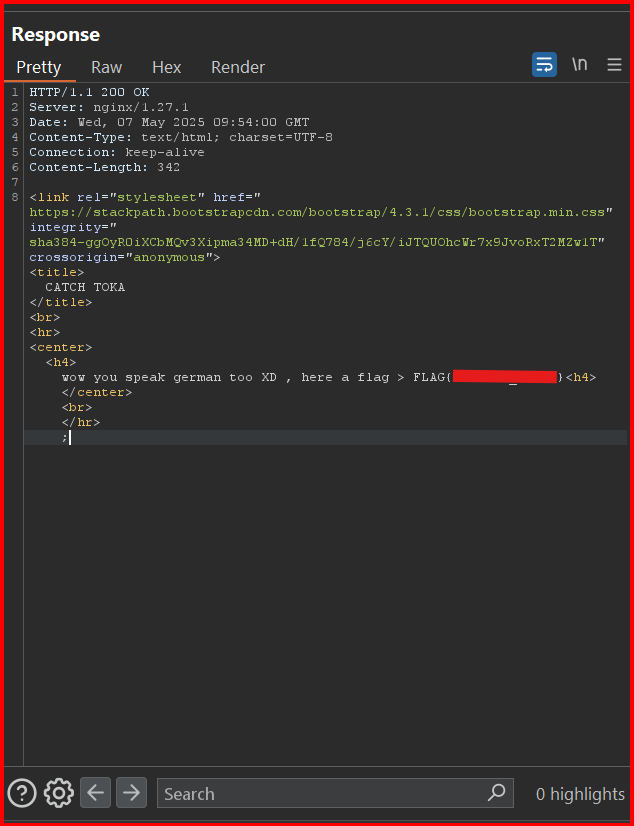 Response
Pretty Raw Hex Render \n
1 HTTP/1.1 200 OK
2 Server: nginx/1.27.1
3 Date: Wed, 07 May 2025 09:54:00 GMT
4 Content-Type: text/html; charset=UTF-8
5 Connection: keep-alive
6 Content-Length: 342
7
8 <link rel="stylesheet" href="
https://stackpath.bootstrapcdn.com/bootstrap/4.3.1/css/bootstrap.min.css"
integrity="
sha384-ggOyR0iXCbMQv3Xipma34MD+dH/1fQ784/j6cY/iJTQUOhcWr7x9JvoRxT2MZw1T"
crossorigin="anonymous">
<title>
CATCH TOKA
</title>
<br>
<hr>
<center>
<h4>
wow you speak german too XD , here a flag > FLAG{ _ }<h4>
</center>
<br>
</hr>
;
? Search 0 highlights